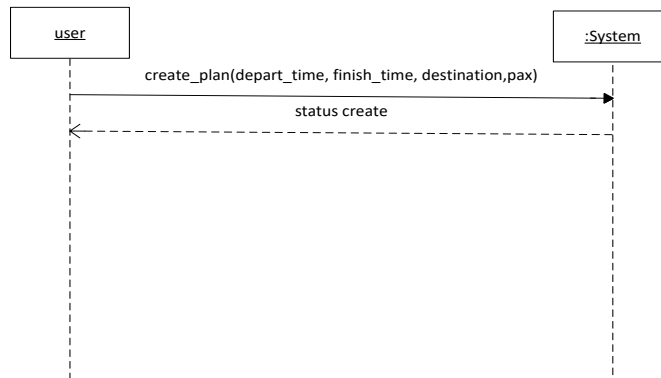 user
:System
create_plan(depart_time, finish_time, destination,pax)
status create